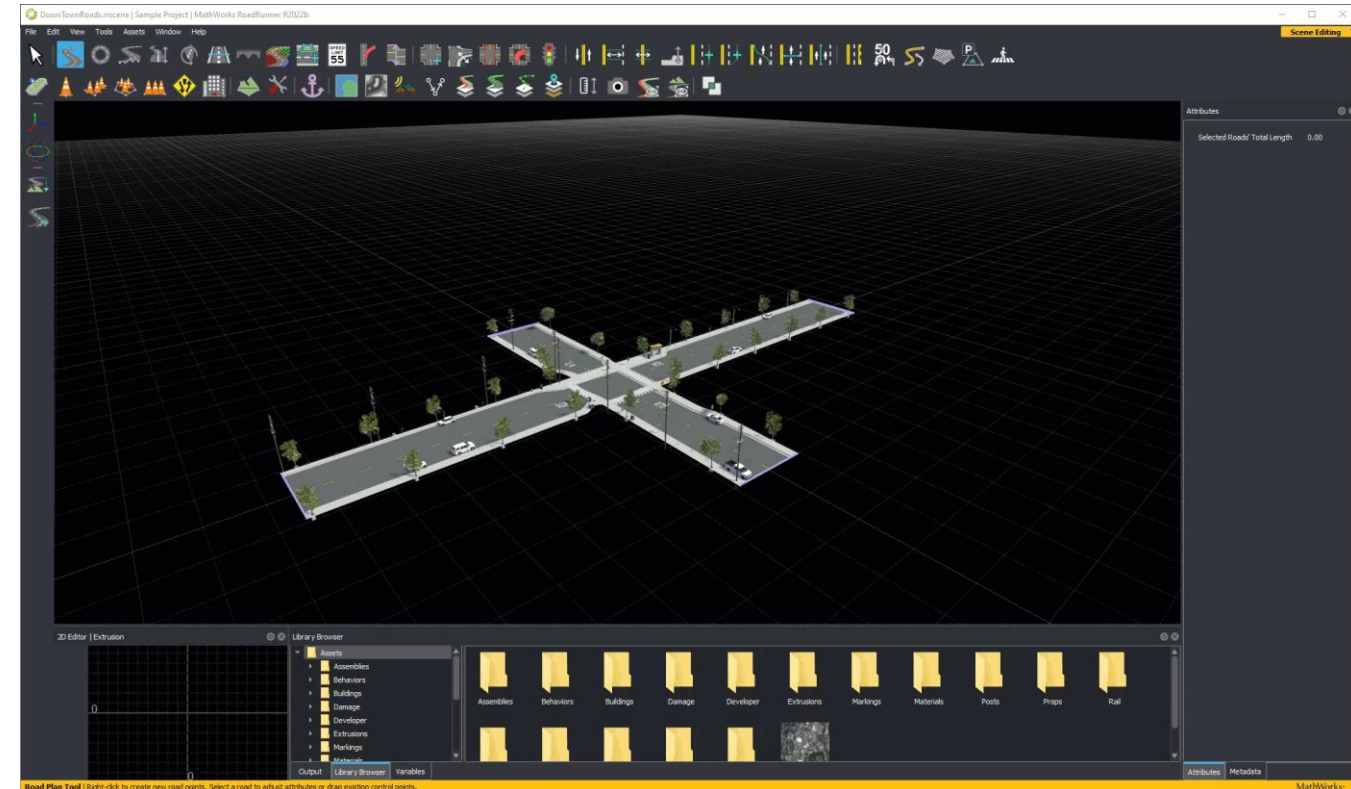 DownTownRoads.rrscene | Sample Project | MathWorks RoadRunner R2022b
File Edit View Tools Assets Window Help
Scene Editing
SPEED LIMIT 55
50
P
Attributes
Selected Roads' Total Length 0.00
2D Editor | Extrusion
0
0
Library Browser
Assets
Assemblies
Behaviors
Buildings
Damage
Developer
Extrusions
Markings
Materials
Assemblies Behaviors Buildings Damage Developer Extrusions Markings Materials Posts Props Rail
Output Library Browser Variables
Attributes Metadata
Road Plan Tool | Right-click to create new road points. Select a road to adjust attributes or drag existing control points.
MathWorks